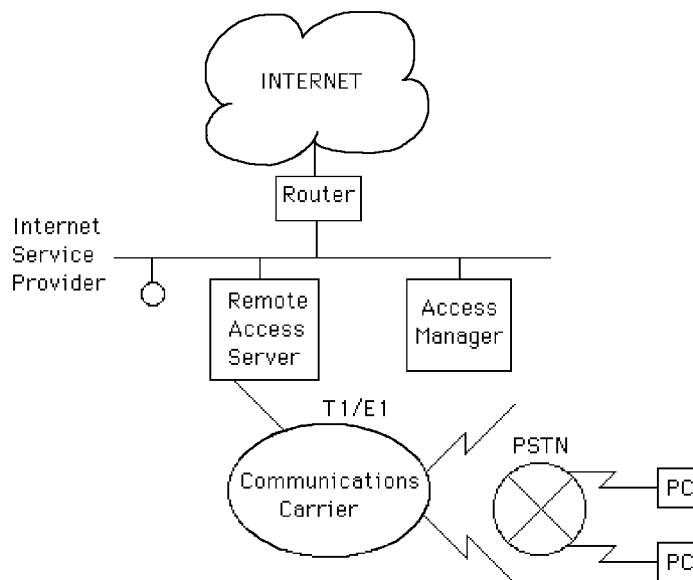 INTERNET
Router
Internet
Service
Provider
Remote
Access
Server
Access
Manager
T1/E1
PSTN
Communications
Carrier
PC
PC